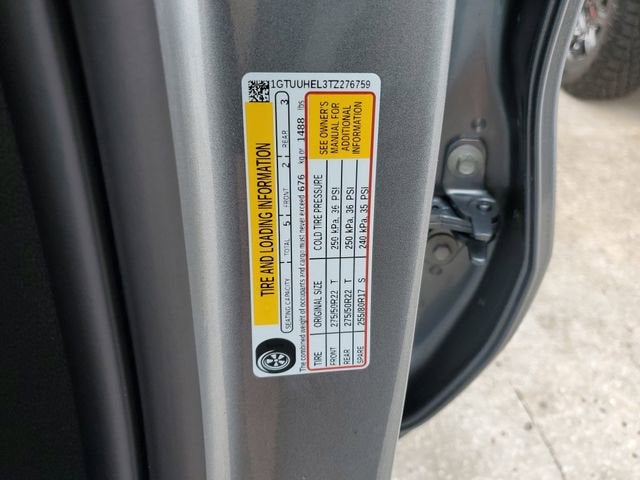 1GTUUHEL3TZ276759
TIRE AND LOADING INFORMATION
SEATING CAPACITY TOTAL 5 FRONT 2 REAR 3
The combined weight of occupants and cargo must never exceed 676 kg or 1488 lbs
TIRE ORIGINAL SIZE COLD TIRE PRESSURE
FRONT 275/50R22 T 250 kPa, 36 PSI
REAR 275/50R22 T 250 kPa, 36 PSI
SPARE 255/80R17 S 240 kPa, 35 PSI
SEE OWNER'S
MANUAL FOR
ADDITIONAL
INFORMATION